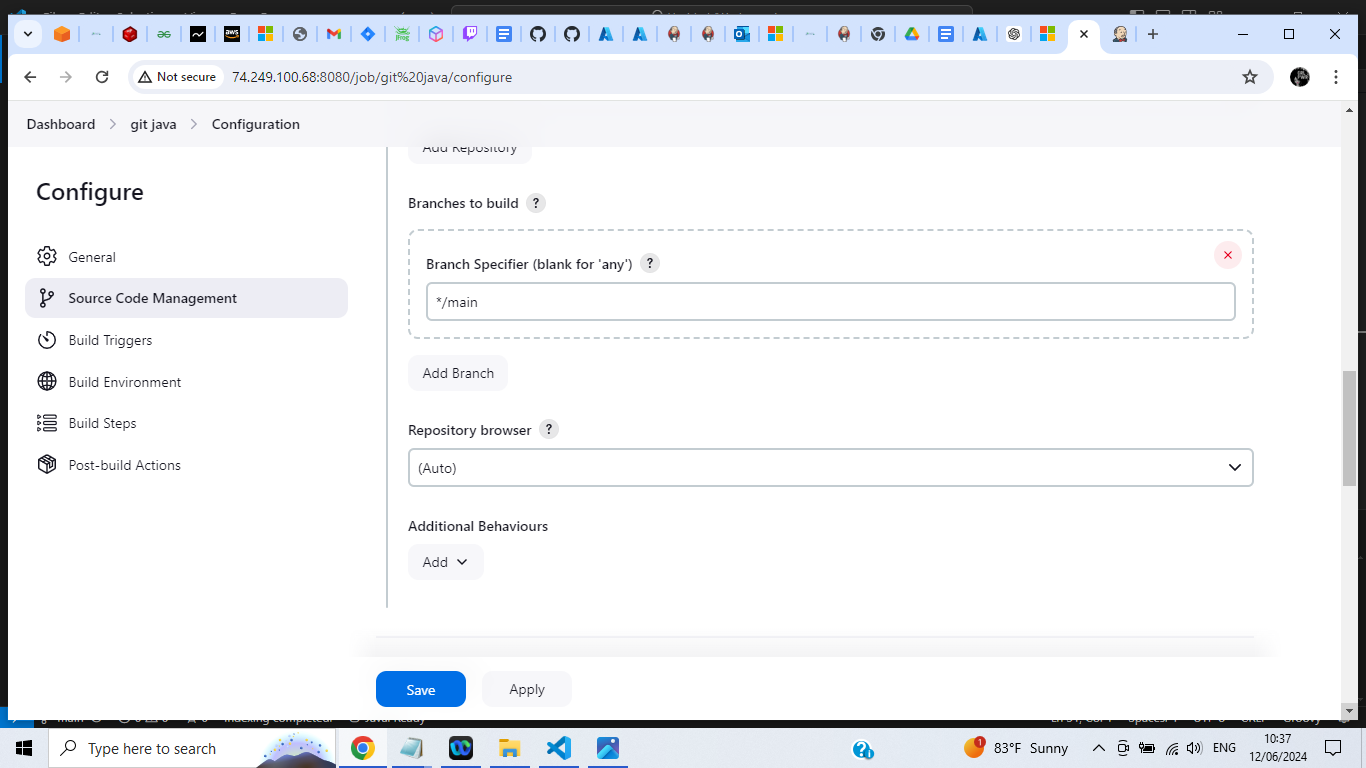 Not secure
74.249.100.68:8080/job/git%20java/configure
Dashboard
git java
Configuration
Add Repository
Configure
General
Source Code Management
Build Triggers
Build Environment
Build Steps
Post-build Actions
Branches to build ?
Branch Specifier (blank for 'any') ?
*/main
Add Branch
Repository browser ?
(Auto)
Additional Behaviours
Add
Save
Apply
Type here to search
83°F Sunny
ENG
10:37
12/06/2024